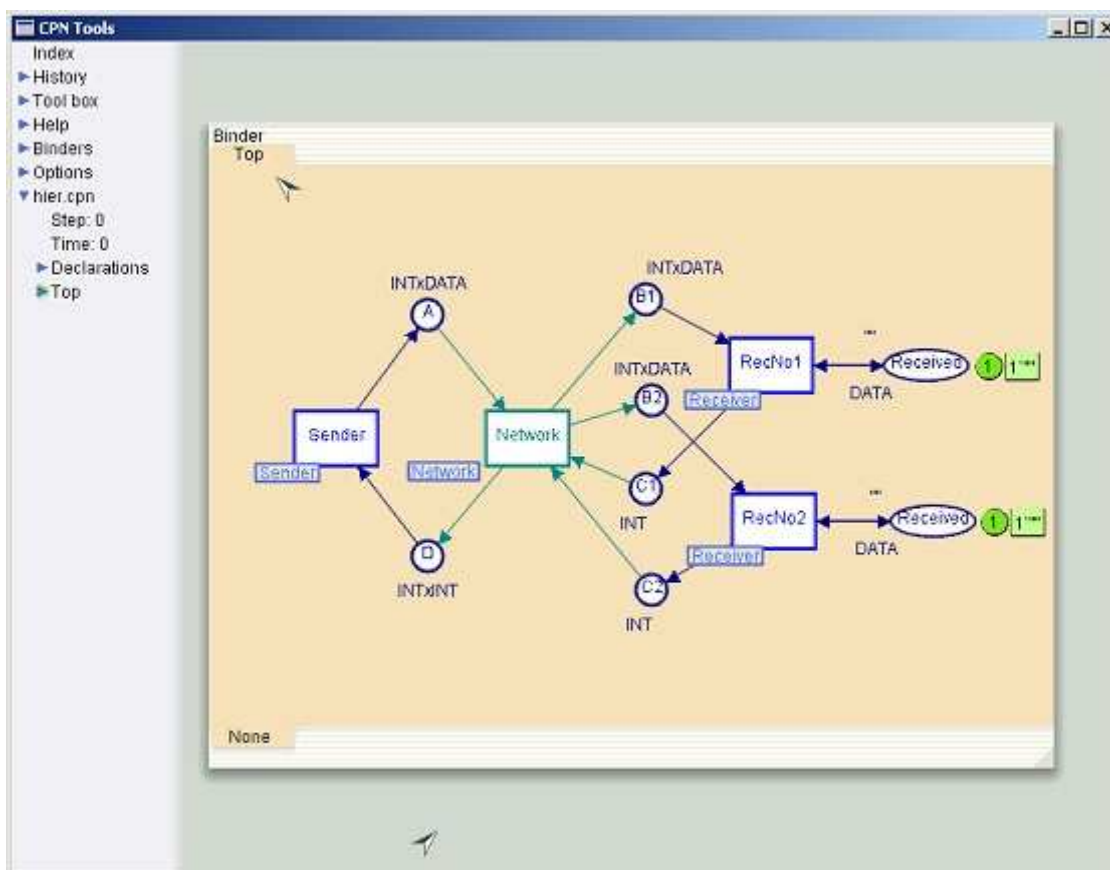 CPN Tools
Index
History
Tool box
Help
Binders
Options
hier.cpn
Step: 0
Time: 0
Declarations
Top
Binder
Top
INTxDATA
A
INTxDATA
B1
INTxDATA
B2
RecNo1
Receiver
""
Received
1
1`""
DATA
Sender
Sender
Network
Network
C1
INT
RecNo2
Receiver
""
Received
1
1`""
DATA
D
INTxINT
C2
INT
None